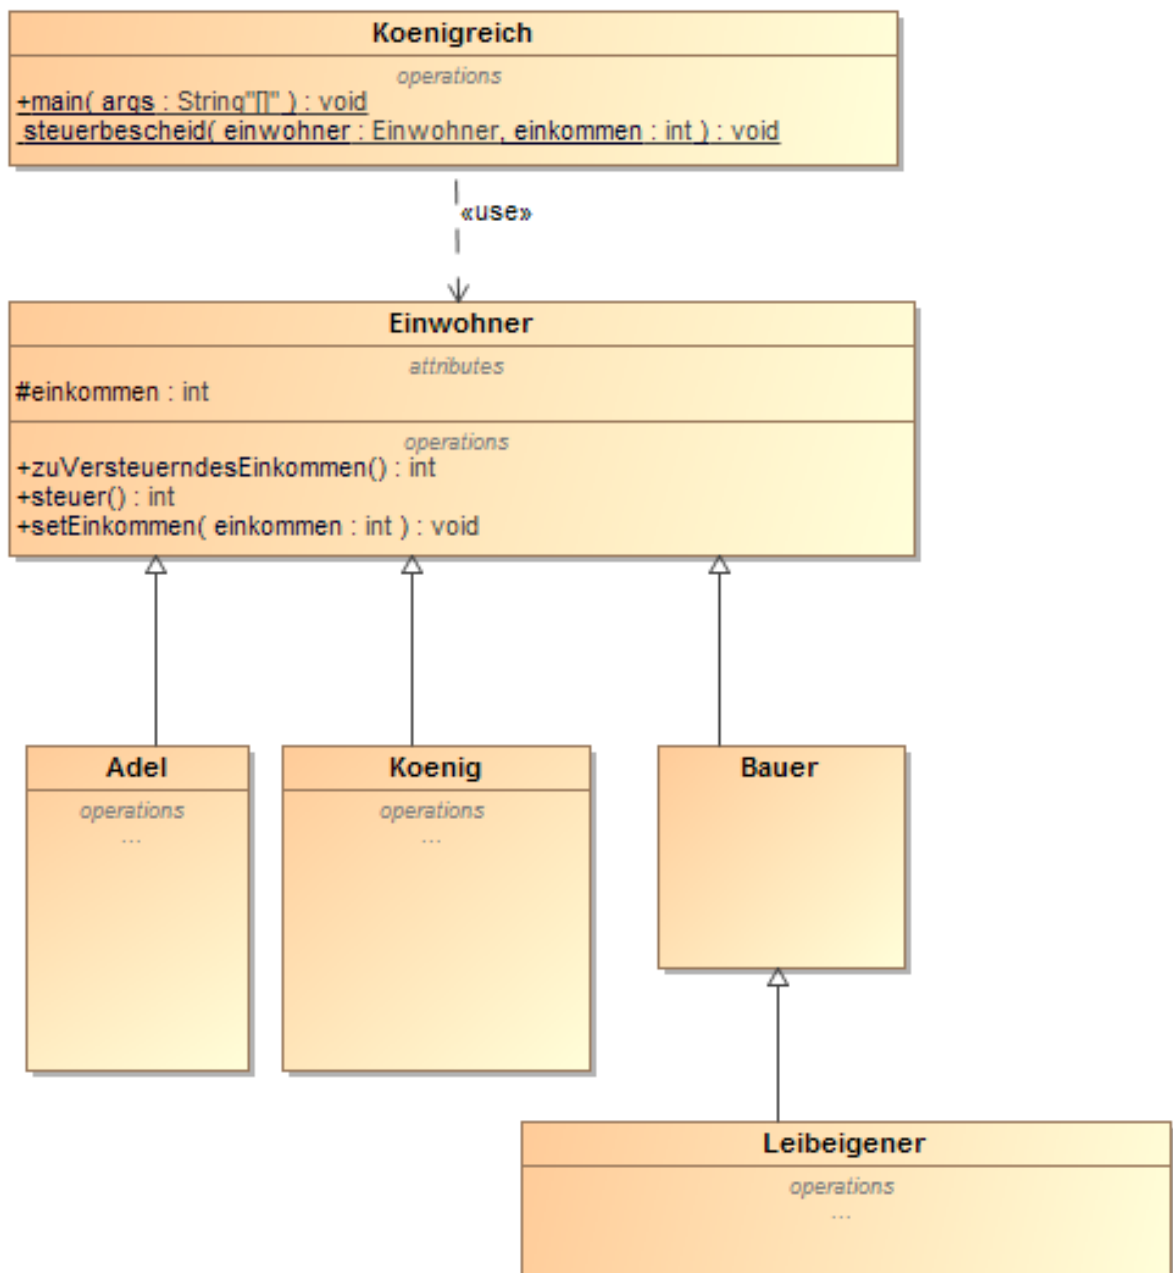 Koenigreich
operations
+main( args : String"[]" ) : void
steuerbescheid( einwohner : Einwohner, einkommen : int ) : void
«use»
Einwohner
attributes
#einkommen : int
operations
+zuVersteuerndesEinkommen() : int
+steuer() : int
+setEinkommen( einkommen : int ) : void
Adel
operations
...
Koenig
operations
...
Bauer
Leibeigener
operations
...